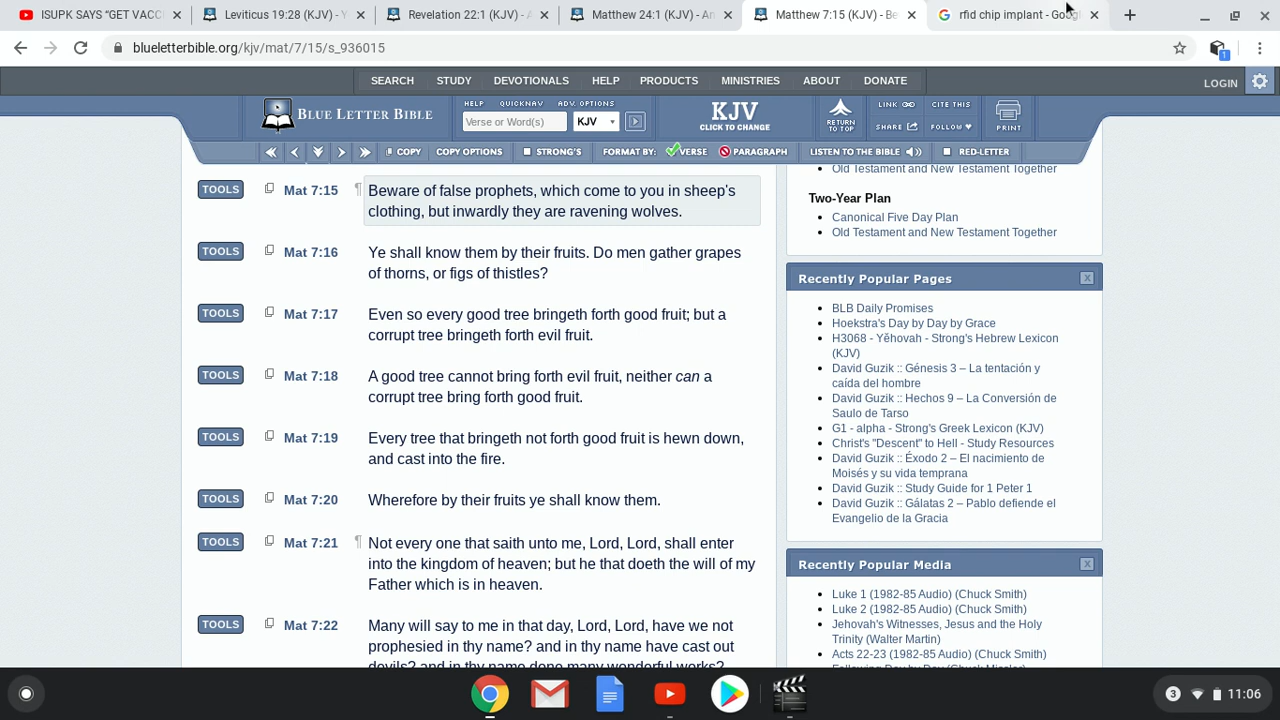 ISUPK SAYS "GET VACC
Leviticus 19:28 (KJV) - Y
Revelation 22:1 (KJV) - A
Matthew 24:1 (KJV) - An
Matthew 7:15 (KJV) - Be
rfid chip implant - Google
blueletterbible.org/kjv/mat/7/15/s_936015
1
SEARCH STUDY DEVOTIONALS HELP PRODUCTS MINISTRIES ABOUT DONATE
LOGIN
BLUE LETTER BIBLE
HELP QUICKNAV ADV. OPTIONS
Verse or Word(s) KJV
KJV
CLICK TO CHANGE
RETURN
TO TOP
LINK CITE THIS
SHARE FOLLOW
PRINT
COPY COPY OPTIONS STRONG'S FORMAT BY: VERSE PARAGRAPH LISTEN TO THE BIBLE RED-LETTER
TOOLS Mat 7:15 ¶ Beware of false prophets, which come to you in sheep's
clothing, but inwardly they are ravening wolves.
TOOLS Mat 7:16 Ye shall know them by their fruits. Do men gather grapes
of thorns, or figs of thistles?
TOOLS Mat 7:17 Even so every good tree bringeth forth good fruit; but a
corrupt tree bringeth forth evil fruit.
TOOLS Mat 7:18 A good tree cannot bring forth evil fruit, neither can a
corrupt tree bring forth good fruit.
TOOLS Mat 7:19 Every tree that bringeth not forth good fruit is hewn down,
and cast into the fire.
TOOLS Mat 7:20 Wherefore by their fruits ye shall know them.
TOOLS Mat 7:21 ¶ Not every one that saith unto me, Lord, Lord, shall enter
into the kingdom of heaven; but he that doeth the will of my
Father which is in heaven.
TOOLS Mat 7:22 Many will say to me in that day, Lord, Lord, have we not
prophesied in thy name? and in thy name have cast out
devils? and in thy name done many wonderful works?
Old Testament and New Testament Together
Two-Year Plan
Canonical Five Day Plan
Old Testament and New Testament Together
Recently Popular Pages X
BLB Daily Promises
Hoekstra's Day by Day by Grace
H3068 - Yĕhovah - Strong's Hebrew Lexicon
(KJV)
David Guzik :: Génesis 3 – La tentación y
caída del hombre
David Guzik :: Hechos 9 – La Conversión de
Saulo de Tarso
G1 - alpha - Strong's Greek Lexicon (KJV)
Christ's "Descent" to Hell - Study Resources
David Guzik :: Éxodo 2 – El nacimiento de
Moisés y su vida temprana
David Guzik :: Study Guide for 1 Peter 1
David Guzik :: Gálatas 2 – Pablo defiende el
Evangelio de la Gracia
Recently Popular Media X
Luke 1 (1982-85 Audio) (Chuck Smith)
Luke 2 (1982-85 Audio) (Chuck Smith)
Jehovah's Witnesses, Jesus and the Holy
Trinity (Walter Martin)
Acts 22-23 (1982-85 Audio) (Chuck Smith)
Following Day by Day (Chuck Missler)
3 11:06